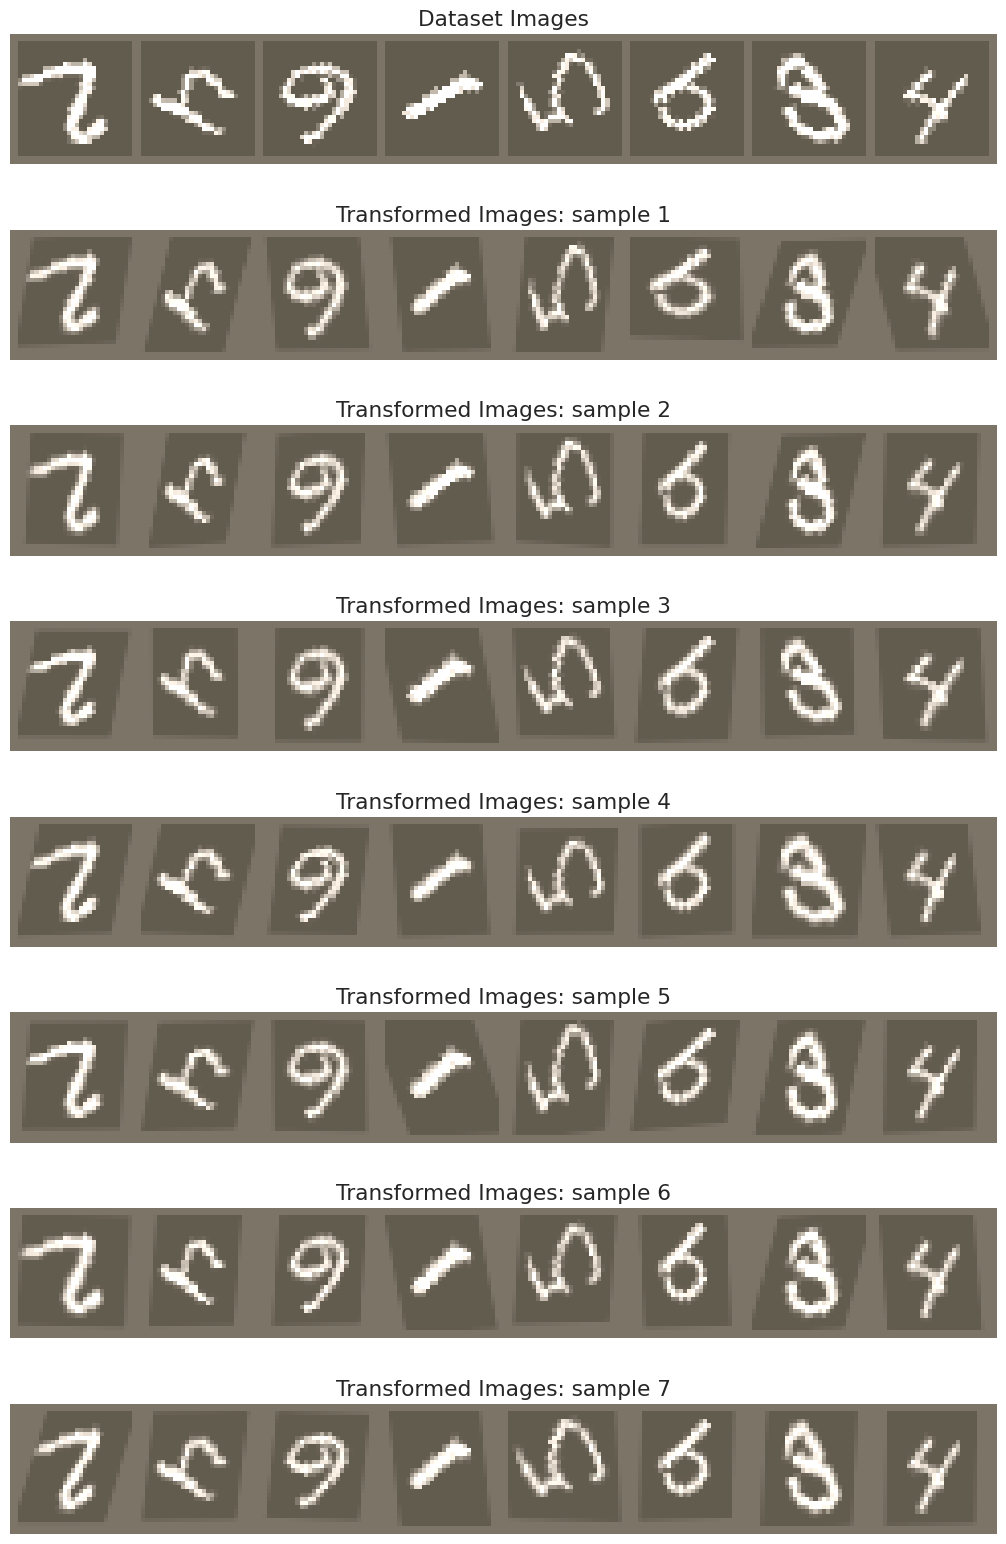 Dataset Images
Transformed Images: sample 1
Transformed Images: sample 2
Transformed Images: sample 3
Transformed Images: sample 4
Transformed Images: sample 5
Transformed Images: sample 6
Transformed Images: sample 7